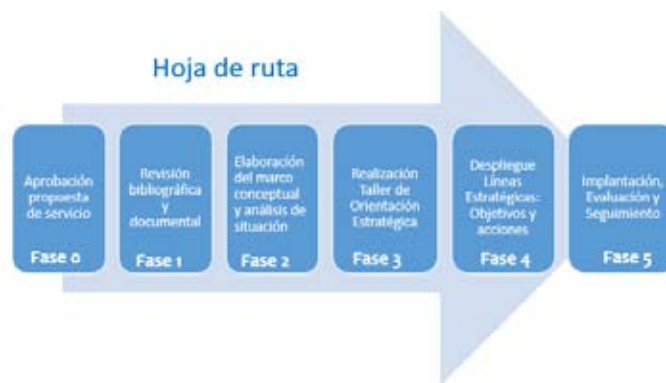 Hoja de ruta
Aprobación
propuesta
de servicio
Fase 0
Revisión
bibliográfica
y
documental
Fase 1
Elaboración
del marco
conceptual
y análisis de
situación
Fase 2
Realización
Taller de
Orientación
Estratégica
Fase 3
Despliegue
Líneas
Estratégicas:
Objetivos y
acciones
Fase 4
Implantación,
Evaluación y
Seguimiento
Fase 5